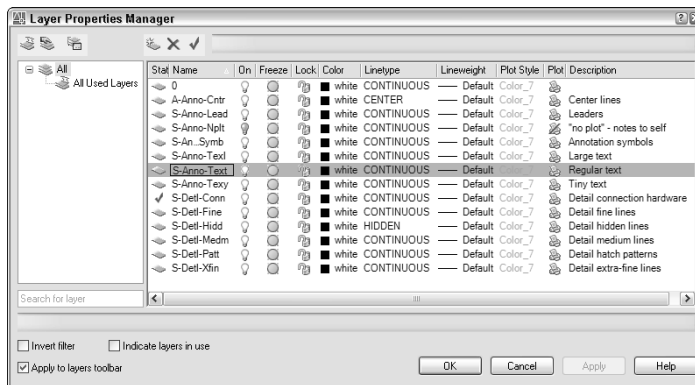 Layer Properties Manager
All
All Used Layers
Stat Name On Freeze Lock Color Linetype Lineweight Plot Style Plot Description
0 white CONTINUOUS Default Color_7
A-Anno-Cntr white CENTER Default Color_7 Center lines
S-Anno-Lead white CONTINUOUS Default Color_7 Leaders
S-Anno-Nplt white CONTINUOUS Default Color_7 "no plot" - notes to self
S-An...Symb white CONTINUOUS Default Color_7 Annotation symbols
S-Anno-Texl white CONTINUOUS Default Color_7 Large text
S-Anno-Text white CONTINUOUS Default Color_7 Regular text
S-Anno-Texy white CONTINUOUS Default Color_7 Tiny text
S-Detl-Conn white CONTINUOUS Default Color_7 Detail connection hardware
S-Detl-Fine white CONTINUOUS Default Color_7 Detail fine lines
S-Detl-Hidd white HIDDEN Default Color_7 Detail hidden lines
S-Detl-Medm white CONTINUOUS Default Color_7 Detail medium lines
S-Detl-Patt white CONTINUOUS Default Color_7 Detail hatch patterns
S-Detl-Xfin white CONTINUOUS Default Color_7 Detail extra-fine lines
Search for layer
Invert filter Indicate layers in use
Apply to layers toolbar
OK Cancel Apply Help